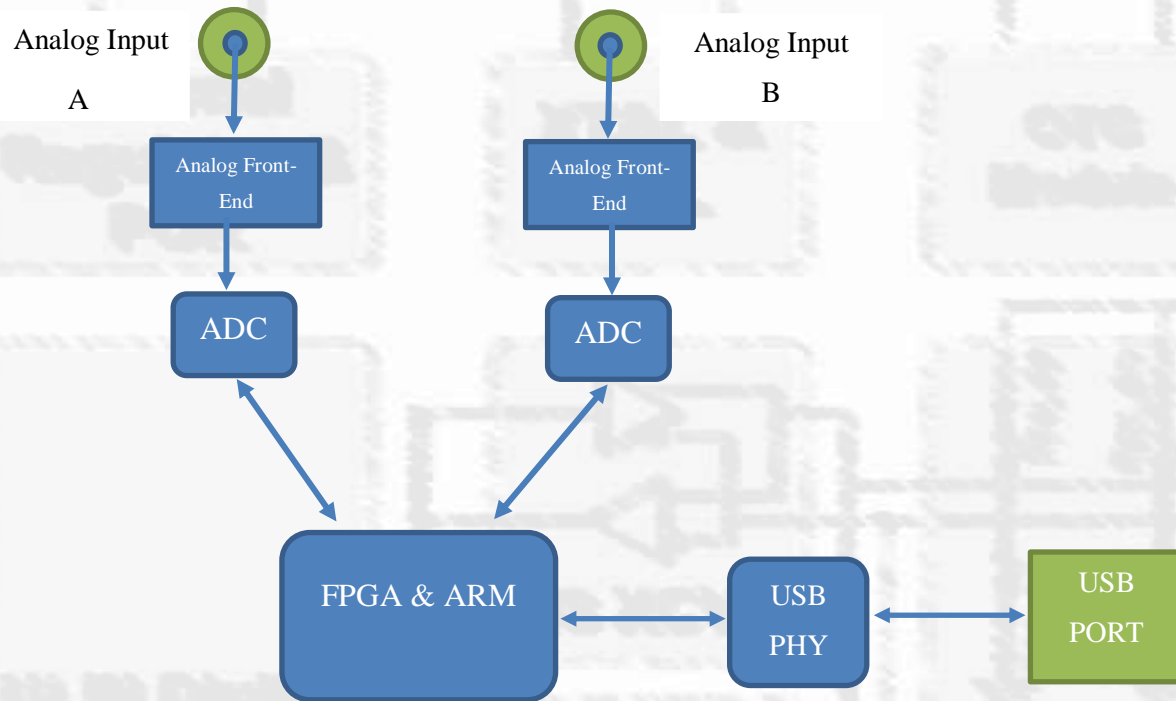 Analog Input
A
Analog Input
B
Analog Front-
End
Analog Front-
End
ADC
ADC
FPGA & ARM
USB
PHY
USB
PORT